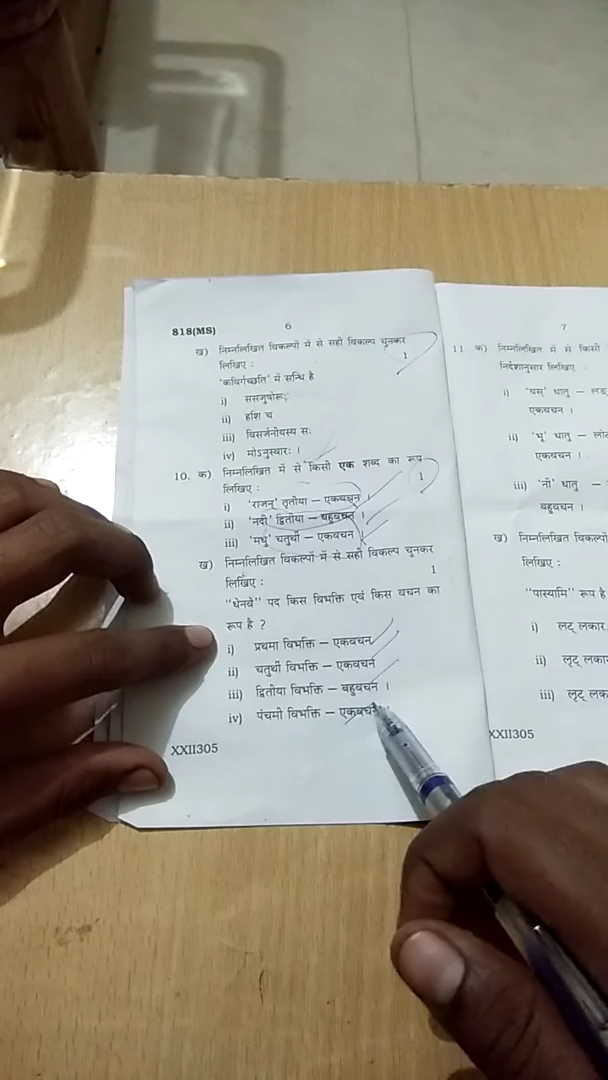 818(MS)
6
ख) निम्नलिखित विकल्पों में से सही विकल्प चुनकर
लिखिए :
1
'कविर्गच्छति' में सन्धि है
i) ससजुषोरू;
ii) हशि च
iii) विसर्जनीयस्य सः
iv) मोऽनुस्वारः ।
10. क) निम्नलिखित में से किसी एक शब्द का रूप
लिखिए :
1
i) 'राजन्' तृतीया – एकवचन ।
ii) 'नदी' द्वितीया – बहुवचन ।
iii) 'मधु' चतुर्थी – एकवचन ।
ख) निम्नलिखित विकल्पों में से सही विकल्प चुनकर
लिखिए :
1
"धेनवे" पद किस विभक्ति एवं किस वचन का
रूप है ?
i) प्रथमा विभक्ति – एकवचन
ii) चतुर्थी विभक्ति – एकवचन
iii) द्वितीया विभक्ति – बहुवचन ।
iv) पंचमी विभक्ति – एकवचन
XXII305
7
11. क) निम्नलिखित में से किसी
निर्देशानुसार लिखिए :
i) धातु – लङ्
एकवचन ।
ii) 'भू' धातु – लोट
एकवचन ।
iii) 'नी' धातु –
बहुवचन ।
ख) निम्नलिखित विकल्पों
लिखिए :
"पास्यामि" रूप है
i) लट् लकार
ii) लृट् लकार
iii) लृट्
XXII305